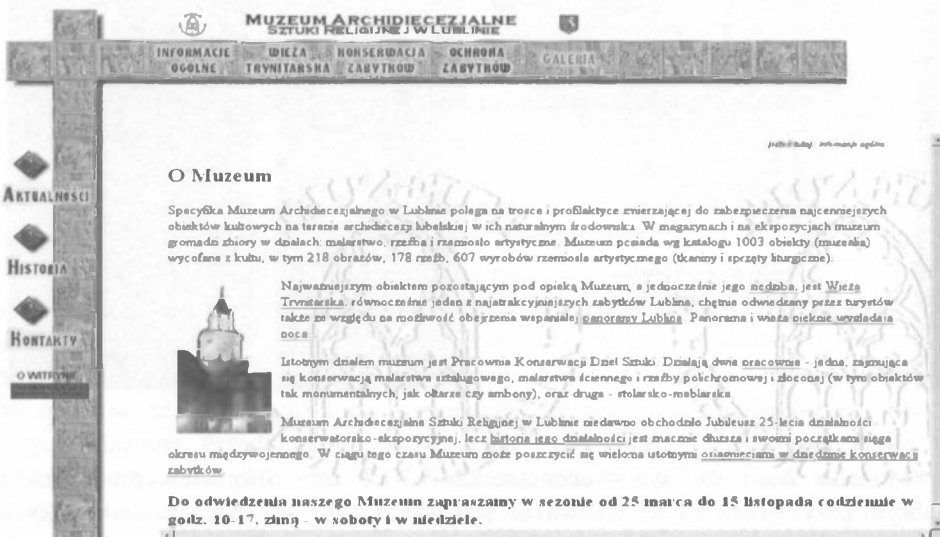 MUZEUM ARCHIDIECEZJALNE
SZTUKI RELIGIJNEJ W LUBLINIE
INFORMACJE OGÓLNE
WIEŻA TRYNITARSKA
KONSERWACJA ZABYTKÓW
OCHRONA ZABYTKÓW
GALERIA
jesteś tutaj: informacje ogólne
AKTUALNOŚCI
HISTORIA
KONTAKTY
O WITRYNIE
O Muzeum
Specyfika Muzeum Archidiecezjalnego w Lublinie polega na trosce i profilaktyce zmierzającej do zabezpieczenia najcenniejszych
obiektów kultowych na terenie archidiecezji lubelskiej w ich naturalnym środowisku. W magazynach i na ekspozycjach muzeum
gromadzi zbiory w działach: malarstwo, rzeźba i rzemiosło artystyczne. Muzeum posiada wg katalogu 1003 obiekty (muzealia)
wycofane z kultu, w tym 218 obrazów, 178 rzeźb, 607 wyrobów rzemiosła artystycznego (tkaniny i sprzęty liturgiczne).
Najważniejszym obiektem pozostającym pod opieką Muzeum, a jednocześnie jego siedzibą, jest Wieża
Trynitarska, równocześnie jeden z najatrakcyjniejszych zabytków Lublina, chętnie odwiedzany przez turystów
także ze względu na możliwość obejrzenia wspaniałej panoramy Lublina. Panorama i wieża pięknie wyglądają
nocą.
Istotnym działem muzeum jest Pracownia Konserwacji Dzieł Sztuki. Działają dwie pracownie - jedna, zajmująca
się konserwacją malarstwa sztalugowego, malarstwa ściennego i rzeźby polichromowej i złoconej (w tym obiektów
tak monumentalnych, jak ołtarze czy ambony), oraz druga - stolarsko-meblarska.
Muzeum Archidiecezjalne Sztuki Religijnej w Lublinie niedawno obchodziło Jubileusz 25-lecia działalności
konserwatorsko-ekspozycyjnej, lecz historia jego działalności jest znacznie dłuższa i swoimi początkami sięga
okresu międzywojennego. W ciągu tego czasu Muzeum może poszczycić się wieloma istotnymi osiągnięciami w dziedzinie konserwacji
zabytków.
Do odwiedzenia naszego Muzeum zapraszamy w sezonie od 25 marca do 15 listopada codziennie w
godz. 10-17, zimą - w soboty i w niedziele.